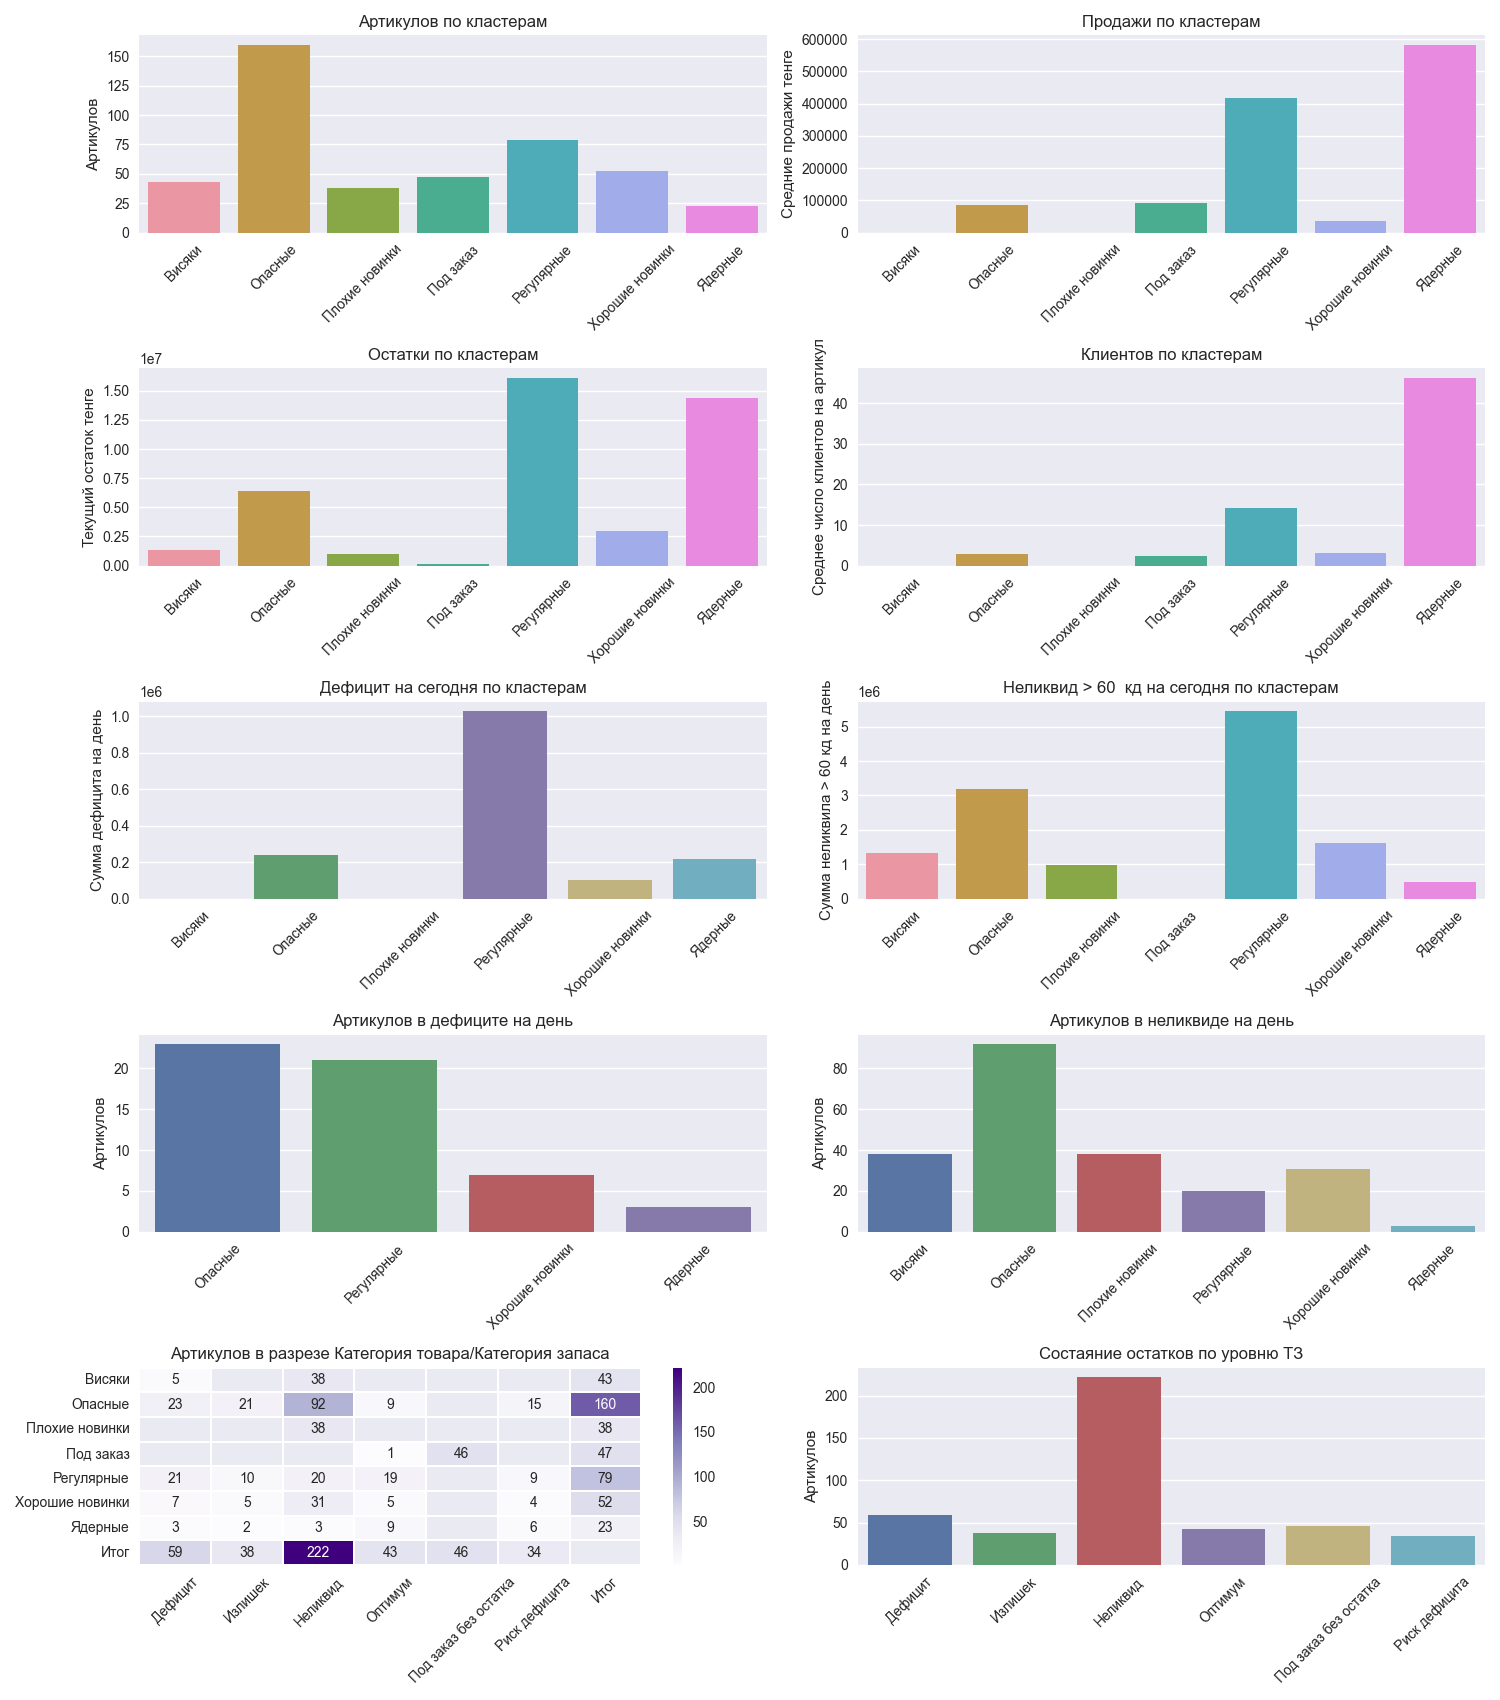 Артикулов по кластерам
Артикулов
150
125
100
75
50
25
0
Висяки
Опасные
Плохие новинки
Под заказ
Регулярные
Хорошие новинки
Ядерные
Продажи по кластерам
Средние продажи тенге
600000
500000
400000
300000
200000
100000
0
Висяки
Опасные
Плохие новинки
Под заказ
Регулярные
Хорошие новинки
Ядерные
Остатки по кластерам
1e7
Текущий остаток тенге
1.50
1.25
1.00
0.75
0.50
0.25
0.00
Висяки
Опасные
Плохие новинки
Под заказ
Регулярные
Хорошие новинки
Ядерные
Клиентов по кластерам
Среднее число клиентов на артикул
40
30
20
10
0
Висяки
Опасные
Плохие новинки
Под заказ
Регулярные
Хорошие новинки
Ядерные
Дефицит на сегодня по кластерам
1e6
Сумма дефицита на день
1.0
0.8
0.6
0.4
0.2
0.0
Висяки
Опасные
Плохие новинки
Регулярные
Хорошие новинки
Ядерные
Неликвид > 60  кд на сегодня по кластерам
1e6
Сумма неликвила > 60 кд на день
5
4
3
2
1
0
Висяки
Опасные
Плохие новинки
Под заказ
Регулярные
Хорошие новинки
Ядерные
Артикулов в дефиците на день
Артикулов
20
15
10
5
0
Опасные
Регулярные
Хорошие новинки
Ядерные
Артикулов в неликвиде на день
Артикулов
80
60
40
20
0
Висяки
Опасные
Плохие новинки
Регулярные
Хорошие новинки
Ядерные
Артикулов в разрезе Категория товара/Категория запаса
Висяки 5 38 43
Опасные 23 21 92 9 15 160
Плохие новинки 38 38
Под заказ 1 46 47
Регулярные 21 10 20 19 9 79
Хорошие новинки 7 5 31 5 4 52
Ядерные 3 2 3 9 6 23
Итог 59 38 222 43 46 34
Дефицит
Излишек
Неликвид
Оптимум
Под заказ без остатка
Риск дефицита
Итог
200
150
100
50
Состаяние остатков по уровню ТЗ
Артикулов
200
150
100
50
0
Дефицит
Излишек
Неликвид
Оптимум
Под заказ без остатка
Риск дефицита